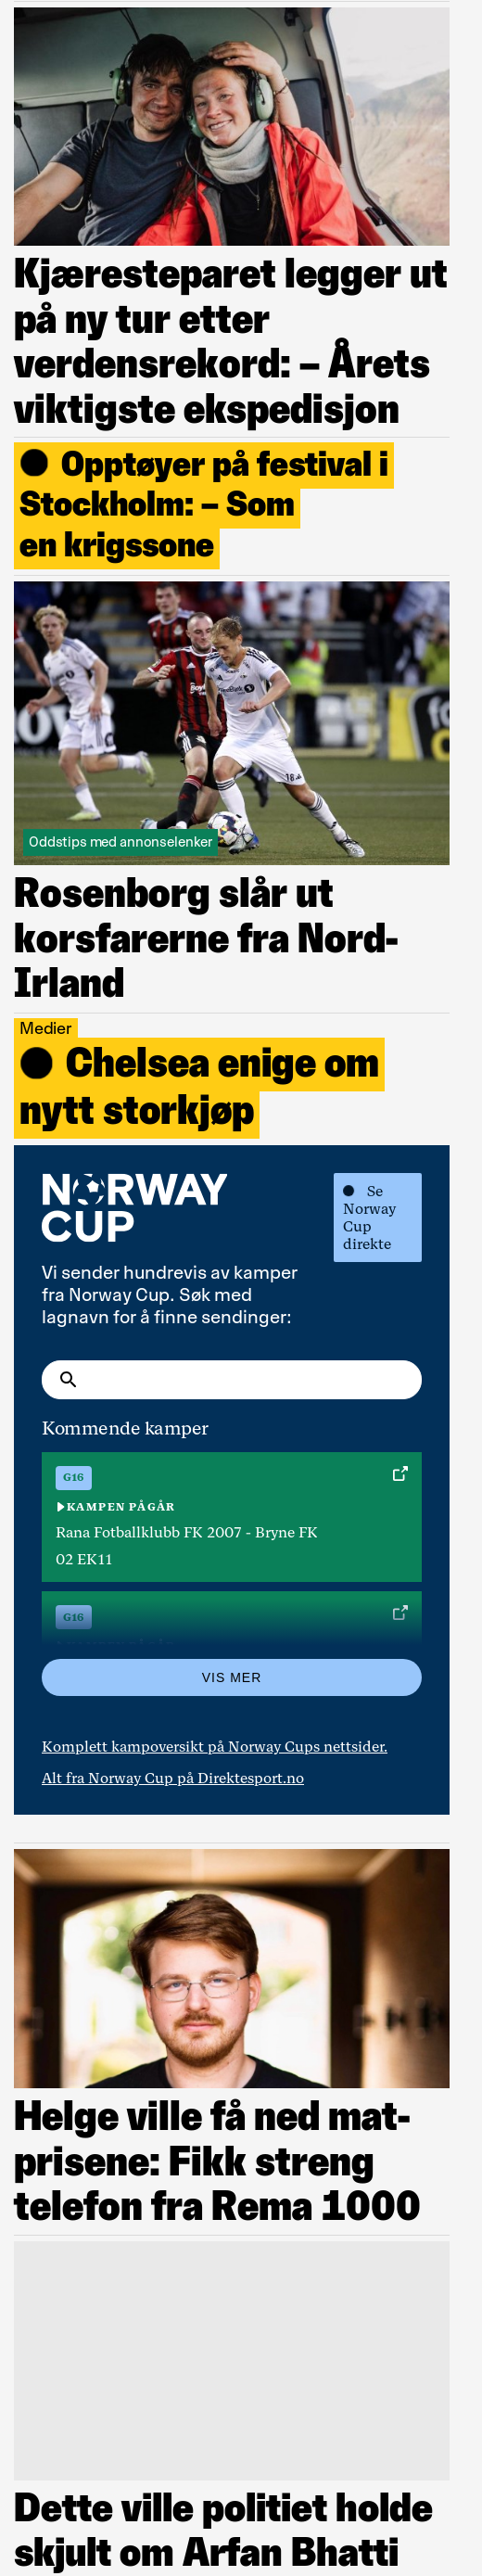 Kjæresteparet legger ut
på ny tur etter
verdensrekord: – Årets
viktigste ekspedisjon
Opptøyer på festival i
Stockholm: – Som
en krigssone
Oddstips med annonselenker
Rosenborg slår ut
korsfarerne fra Nord-
Irland
Medier
Chelsea enige om
nytt storkjøp
NORWAY
CUP
Se
Norway
Cup
direkte
Vi sender hundrevis av kamper
fra Norway Cup. Søk med
lagnavn for å finne sendinger:
Kommende kamper
G16
KAMPEN PÅGÅR
Rana Fotballklubb FK 2007 - Bryne FK
02 EK11
G16
VIS MER
Komplett kampoversikt på Norway Cups nettsider.
Alt fra Norway Cup på Direktesport.no
Helge ville få ned mat-
prisene: Fikk streng
telefon fra Rema 1000
Dette ville politiet holde
skjult om Arfan Bhatti